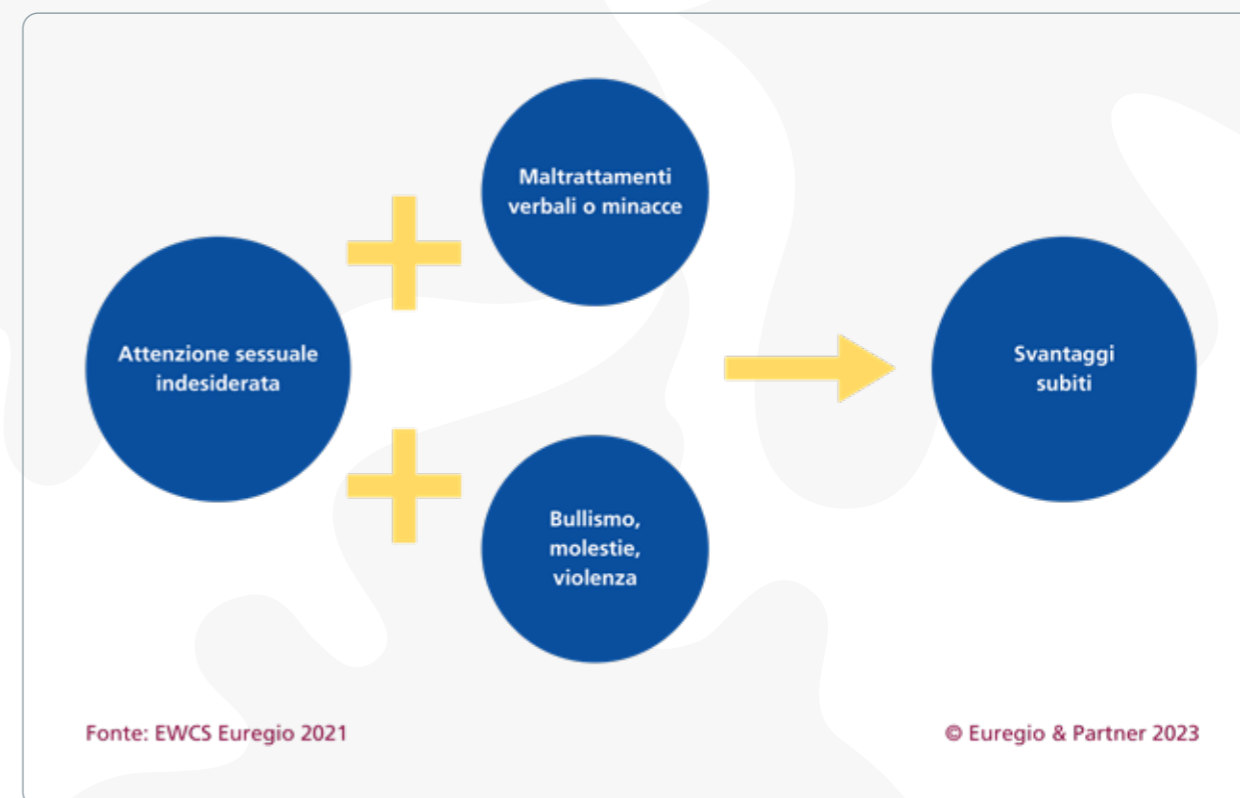 Maltrattamenti
verbali o minacce
Attenzione sessuale
indesiderata
Svantaggi
subiti
Bullismo,
molestie,
violenza
Fonte: EWCS Euregio 2021
© Euregio & Partner 2023